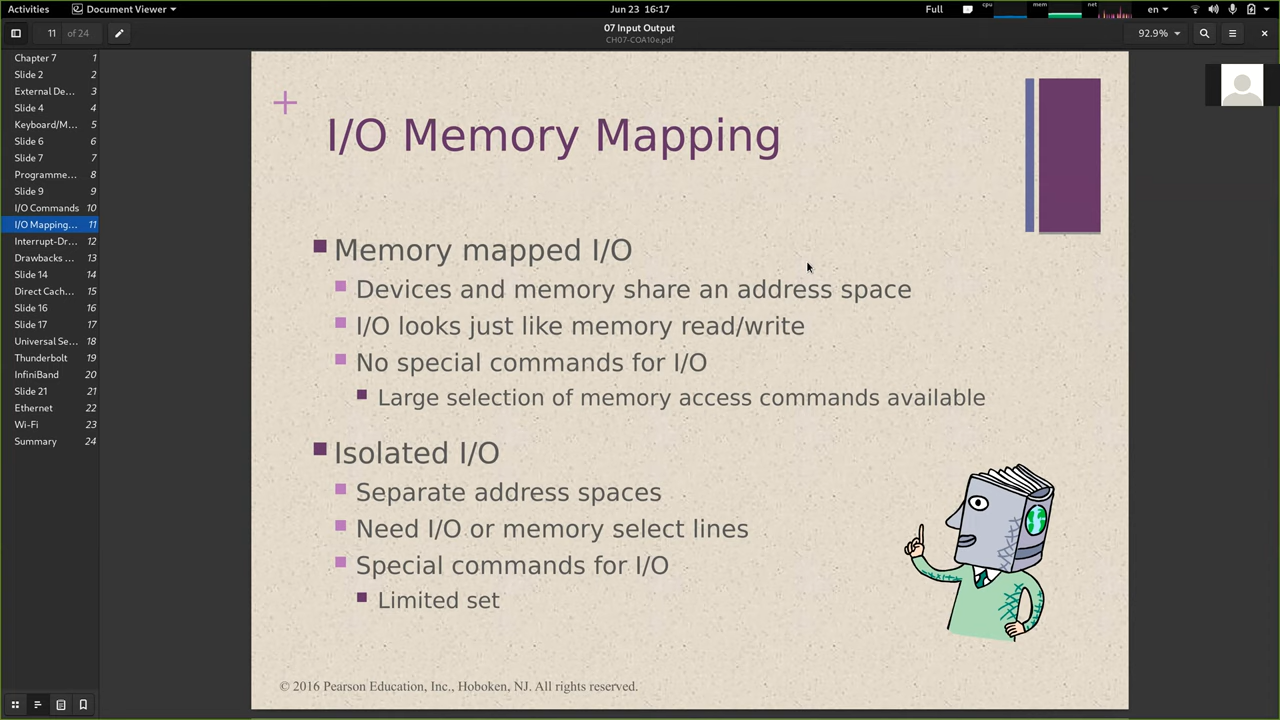 Activities
Document Viewer
Jun 23 16:17
Full
cpu
mem
net
en
11 of 24
07 Input Output
CH07-COA10e.pdf
92.9%
Chapter 7 1
Slide 2 2
External De... 3
Slide 4 4
Keyboard/M... 5
Slide 6 6
Slide 7 7
Programme... 8
Slide 9 9
I/O Commands 10
I/O Mapping... 11
Interrupt-Dr... 12
Drawbacks ... 13
Slide 14 14
Direct Cach... 15
Slide 16 16
Slide 17 17
Universal Se... 18
Thunderbolt 19
InfiniBand 20
Slide 21 21
Ethernet 22
Wi-Fi 23
Summary 24
+
I/O Memory Mapping
Memory mapped I/O
Devices and memory share an address space
I/O looks just like memory read/write
No special commands for I/O
Large selection of memory access commands available
Isolated I/O
Separate address spaces
Need I/O or memory select lines
Special commands for I/O
Limited set
© 2016 Pearson Education, Inc., Hoboken, NJ. All rights reserved.